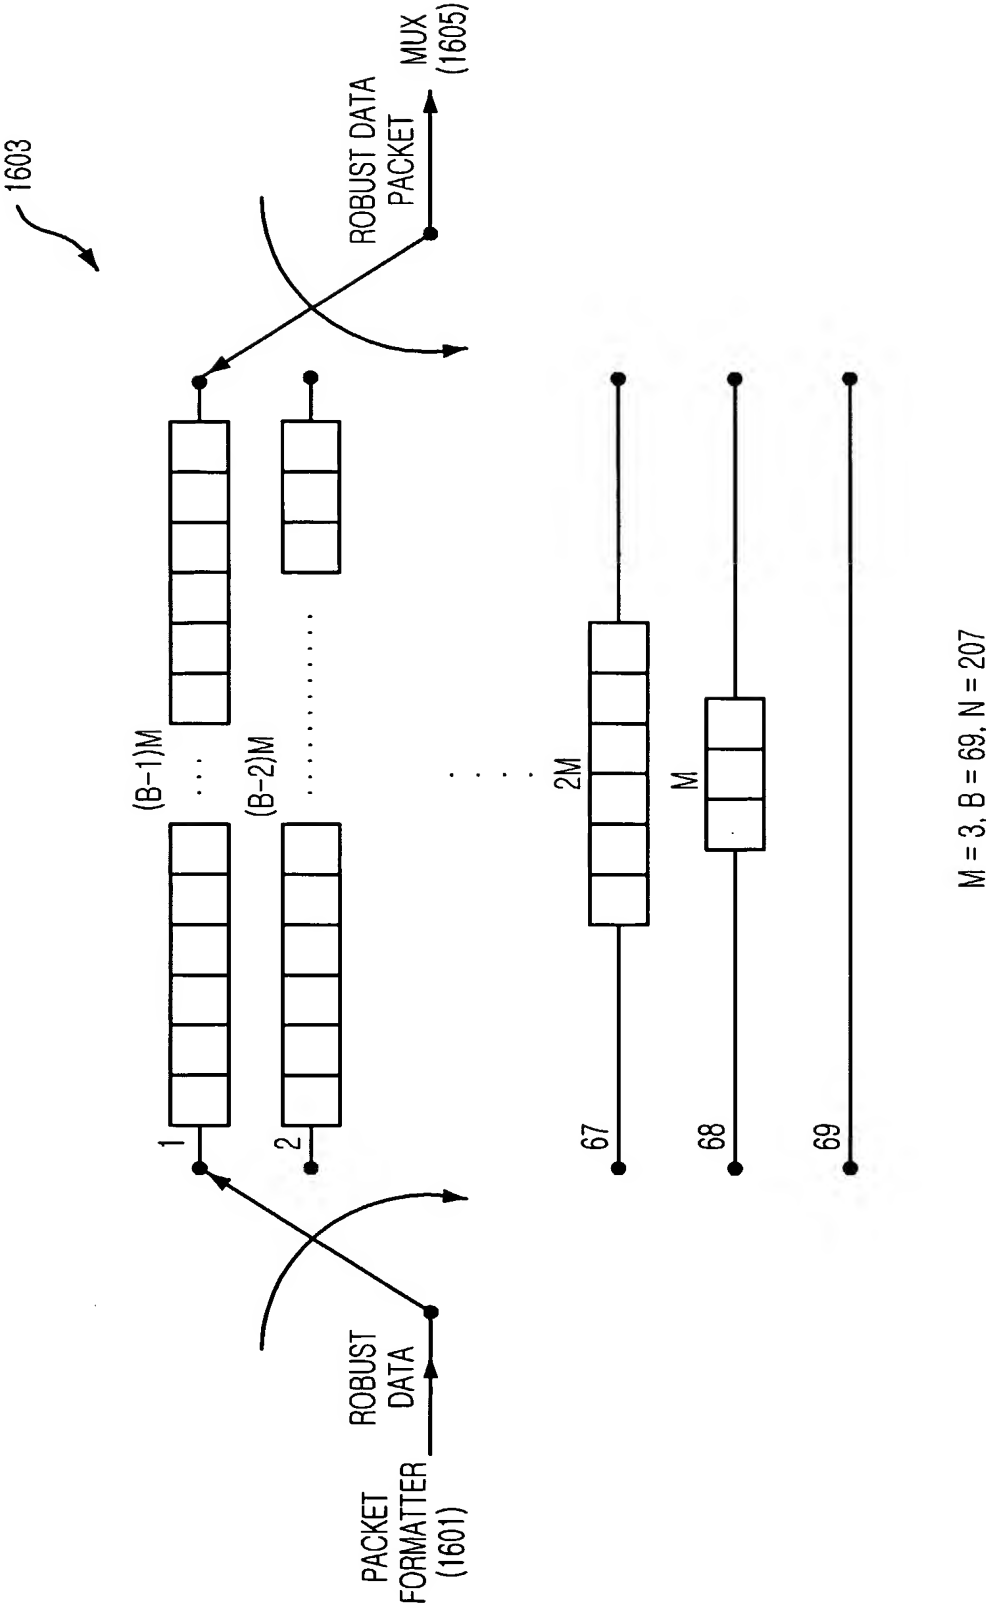 1603
PACKET
FORMATTER
(1601)
ROBUST
DATA
1
(B-1)M
. . .
2
(B-2)M
. . . . . . . . . . . . .
. . . . .
67
2M
68
M
69
ROBUST DATA
PACKET
MUX
(1605)
M = 3, B = 69, N = 207